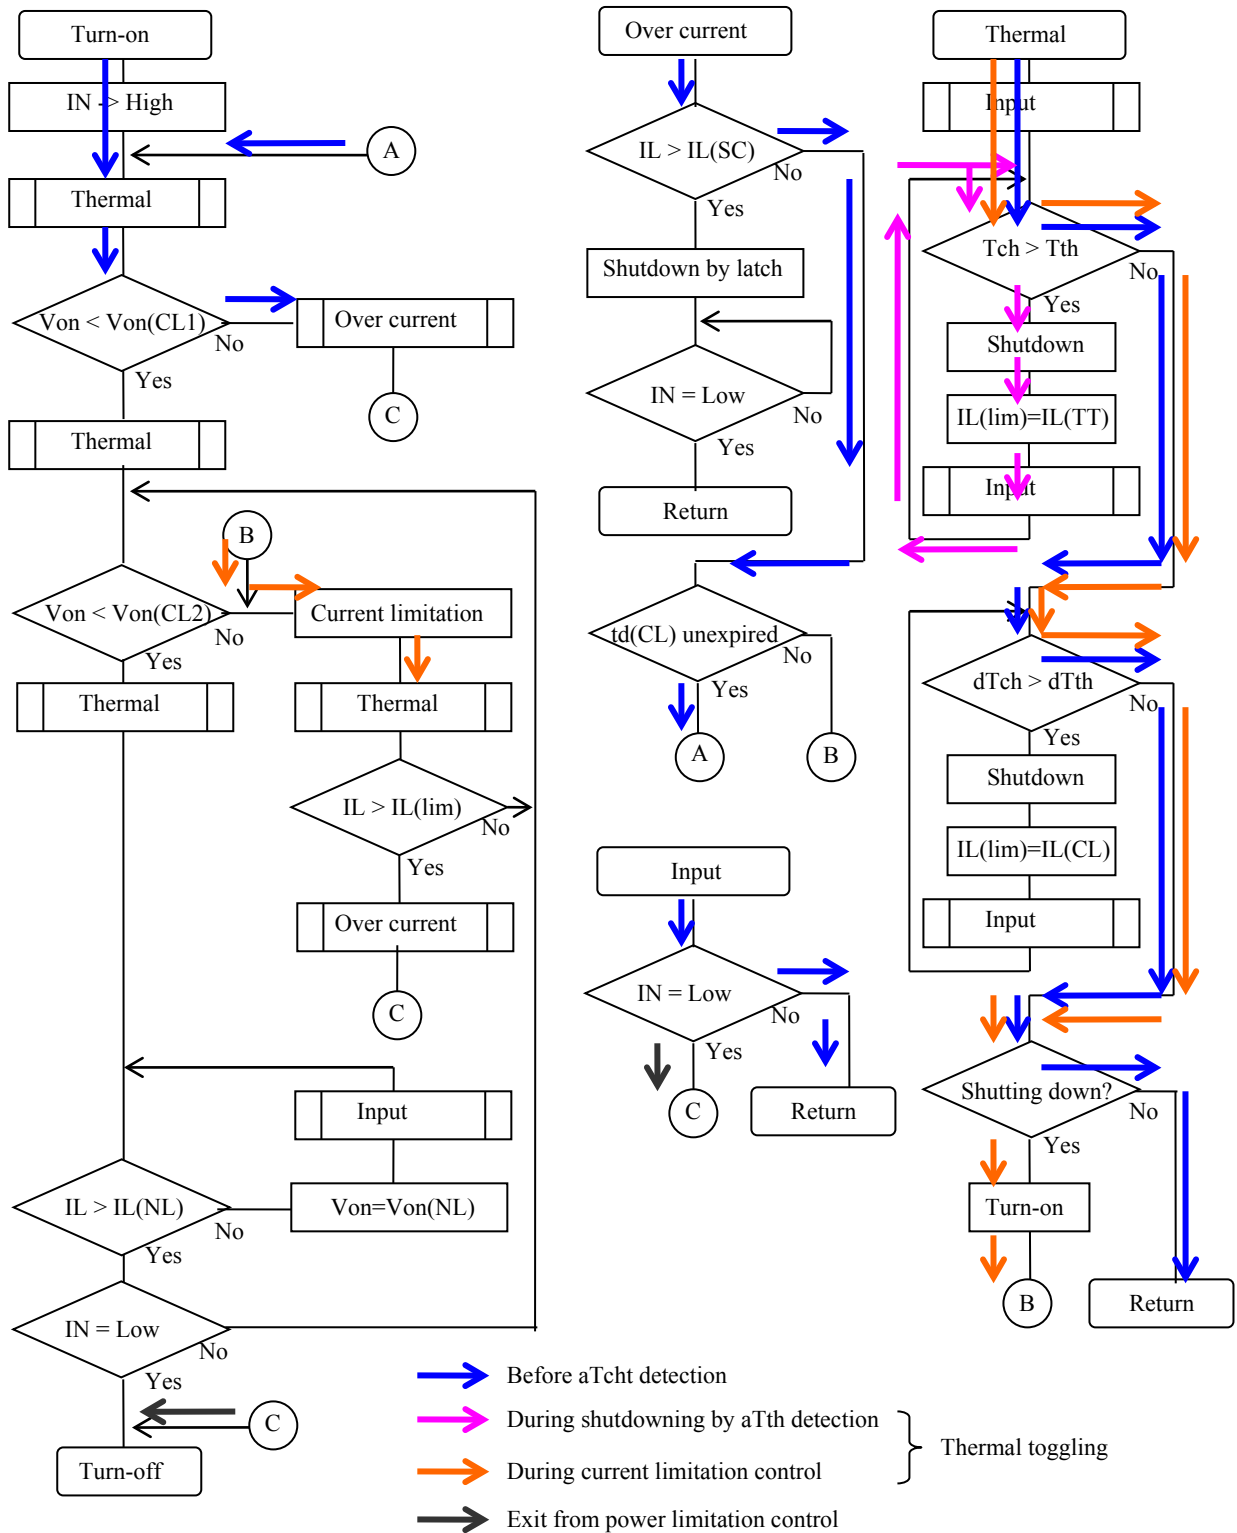 Turn-on
IN -> High
A
Thermal
Von < Von(CL1)
No
Yes
Over current
C
Thermal
B
Von < Von(CL2)
No
Yes
Current limitation
Thermal
Thermal
IL > IL(lim)
No
Yes
Over current
C
Input
Von=Von(NL)
IL > IL(NL)
No
Yes
IN = Low
No
Yes
C
Turn-off
Over current
IL > IL(SC)
No
Yes
Shutdown by latch
IN = Low
No
Yes
Return
td(CL) unexpired
No
Yes
A
B
Input
IN = Low
No
Yes
C
Return
Thermal
Input
Tch > Tth
No
Yes
Shutdown
IL(lim)=IL(TT)
Input
dTch > dTth
No
Yes
Shutdown
IL(lim)=IL(CL)
Input
Shutting down?
No
Yes
Turn-on
B
Return
Before aTcht detection
During shutdowning by aTth detection
During current limitation control
Thermal toggling
Exit from power limitation control